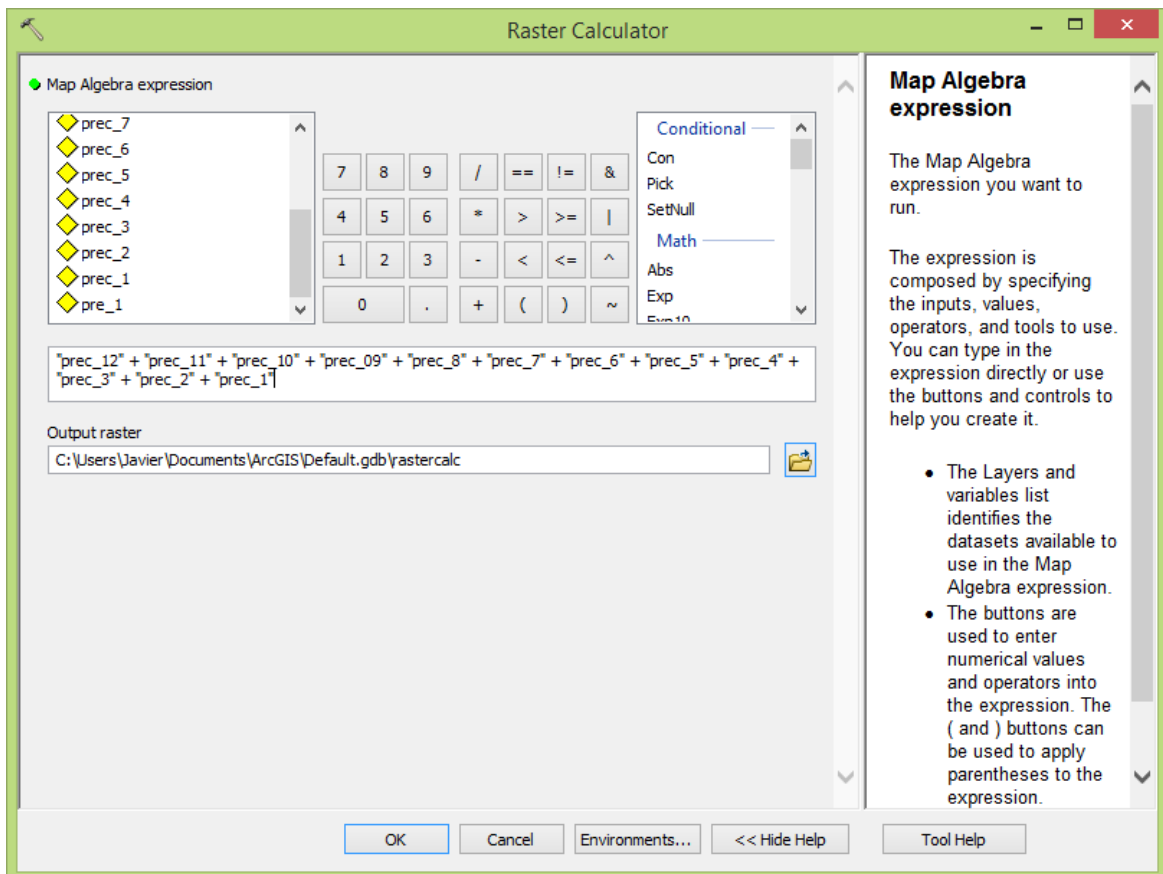 Raster Calculator
Map Algebra expression
prec_7
prec_6
prec_5
prec_4
prec_3
prec_2
prec_1
pre_1
7 8 9 / == != &
4 5 6 * > >= |
1 2 3 - < <= ^
0 . + ( ) ~
Conditional
Con
Pick
SetNull
Math
Abs
Exp
Exp10
"prec_12" + "prec_11" + "prec_10" + "prec_09" + "prec_8" + "prec_7" + "prec_6" + "prec_5" + "prec_4" +
"prec_3" + "prec_2" + "prec_1"
Output raster
C:\Users\Javier\Documents\ArcGIS\Default.gdb\rastercalc
OK
Cancel
Environments...
<< Hide Help
Tool Help
Map Algebra
expression
The Map Algebra
expression you want to
run.
The expression is
composed by specifying
the inputs, values,
operators, and tools to use.
You can type in the
expression directly or use
the buttons and controls to
help you create it.
• The Layers and
variables list
identifies the
datasets available to
use in the Map
Algebra expression.
• The buttons are
used to enter
numerical values
and operators into
the expression. The
( and ) buttons can
be used to apply
parentheses to the
expression.